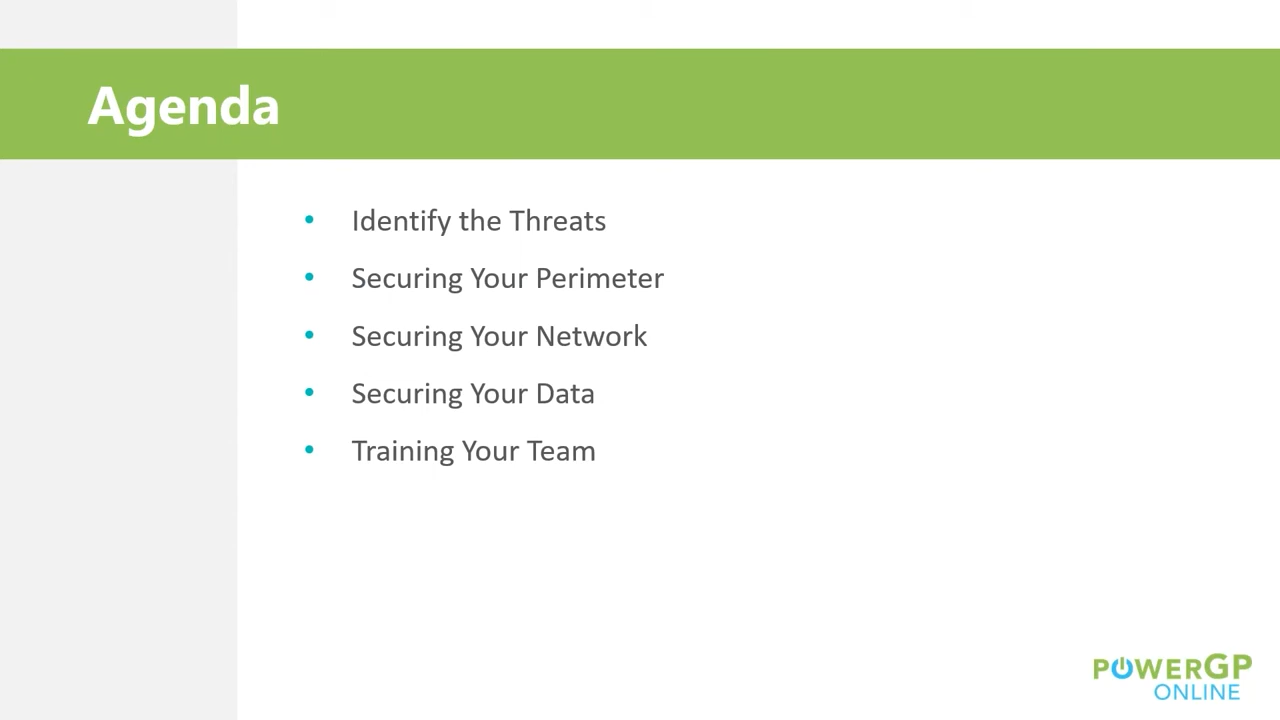 Agenda
• Identify the Threats
• Securing Your Perimeter
• Securing Your Network
• Securing Your Data
• Training Your Team
POWERGP
ONLINE